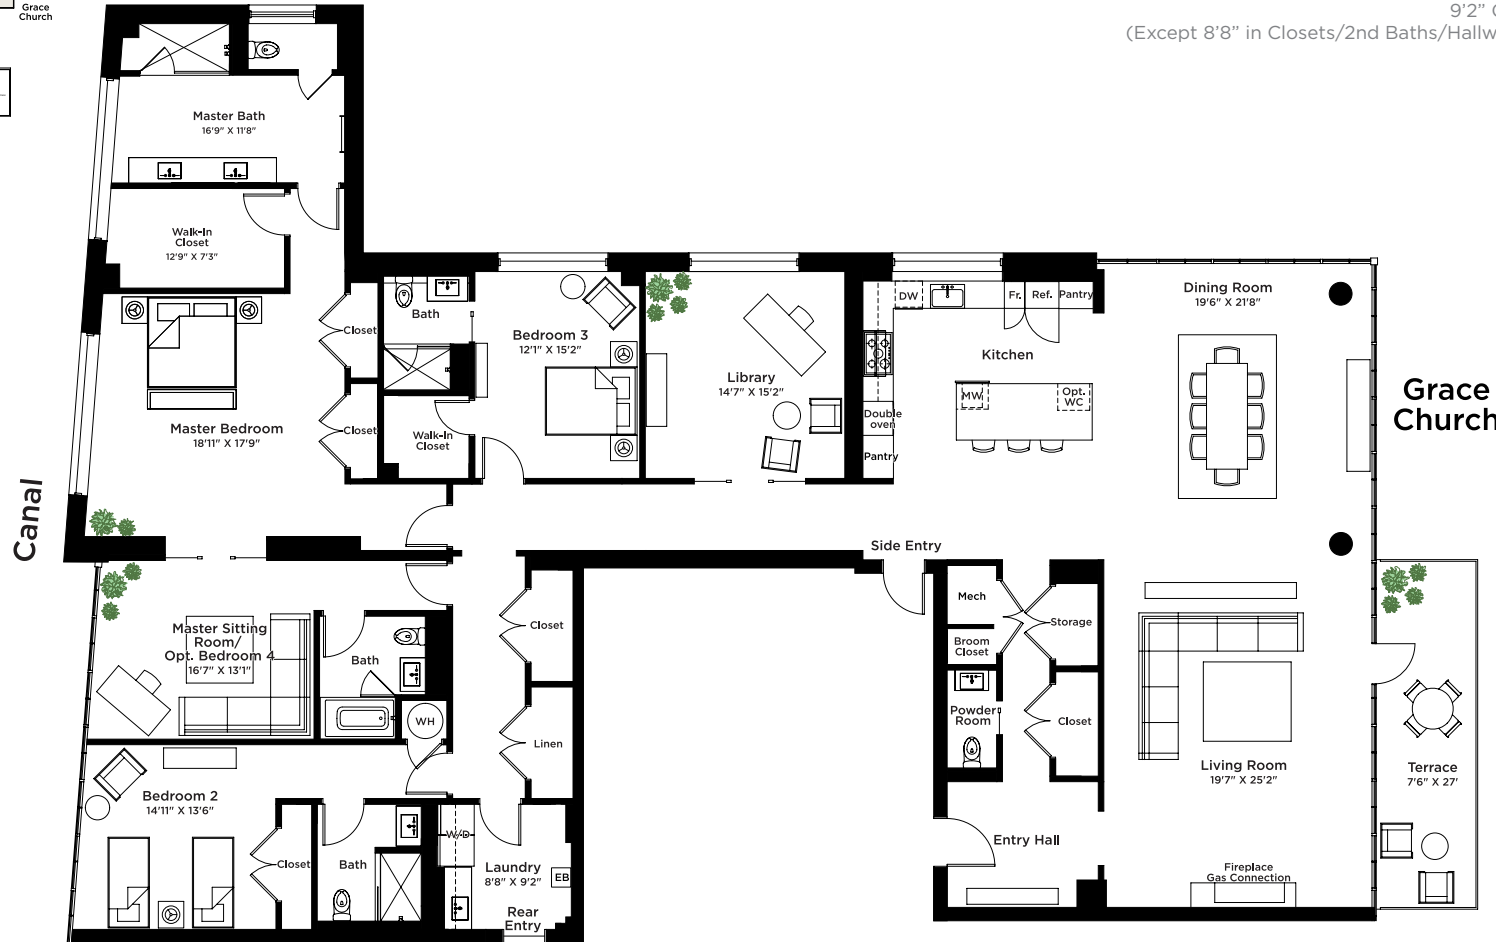 Grace
Church
9'2"
(Except 8'8" in Closets/2nd Baths/Hallw
Master Bath
16'9" X 11'8"
Walk-In
Closet
12'9" X 7'3"
Closet
Closet
Master Bedroom
18'11" X 17'9"
Bath
Walk-In
Closet
Bedroom 3
12'1" X 15'2"
Library
14'7" X 15'2"
DW
Fr.
Ref.
Pantry
Kitchen
MW
Opt.
WC
Double
oven
Pantry
Dining Room
19'6" X 21'8"
Grace
Church
Canal
Side Entry
Master Sitting
Room/
Opt. Bedroom 4
16'7" X 13'1"
Bath
WH
Closet
Linen
Mech
Broom
Closet
Storage
Powder
Room
Closet
Living Room
19'7" X 25'2"
Terrace
7'6" X 27'
Bedroom 2
14'11" X 13'6"
Closet
Bath
W/D
Laundry
8'8" X 9'2"
EB
Rear
Entry
Entry Hall
Fireplace
Gas Connection